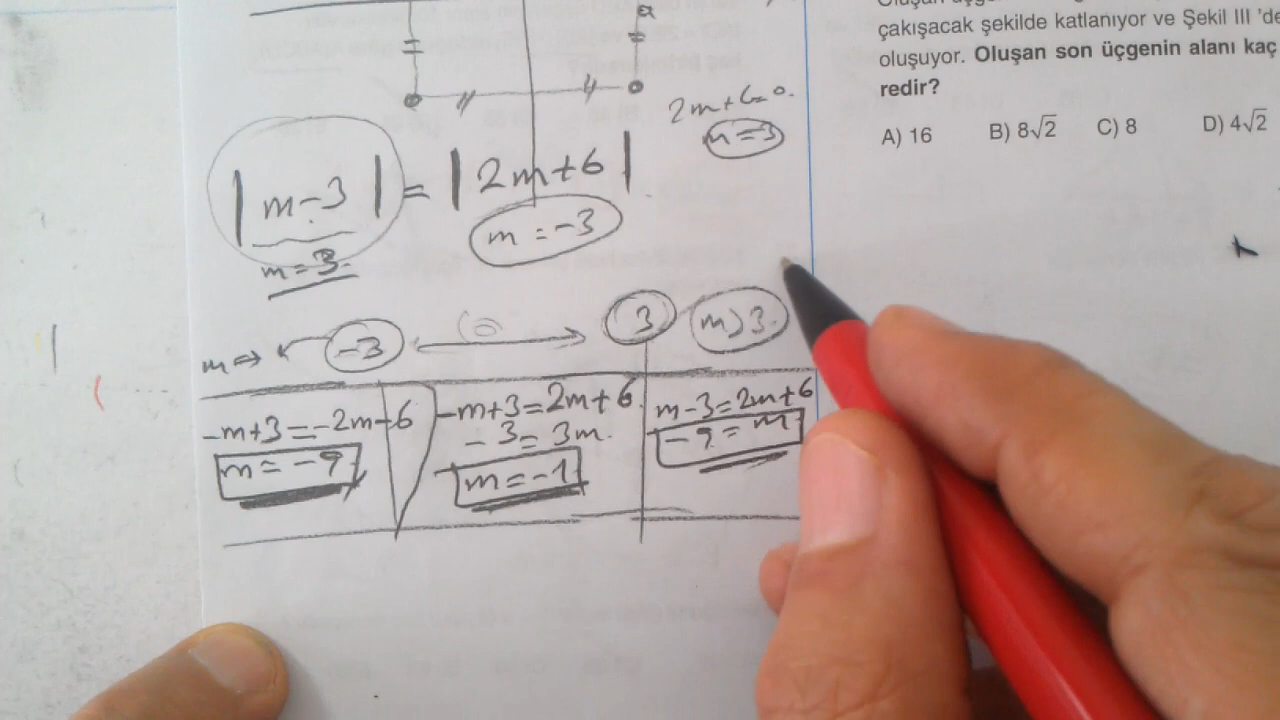 a
2m+6=0.
m=3
|m-3| = |2m+6|
m=3.
m=-3
m⇒ -3 0 3 m>3.
-m+3=-2m-6
m=-9
-m+3=2m+6
-3=3m.
m=-1
m-3=2m+6
-9=m
çakışacak şekilde katlanıyor ve Şekil III 'de
oluşuyor. Oluşan son üçgenin alanı kaç
redir?
A) 16 B) 8√2 C) 8 D) 4√2